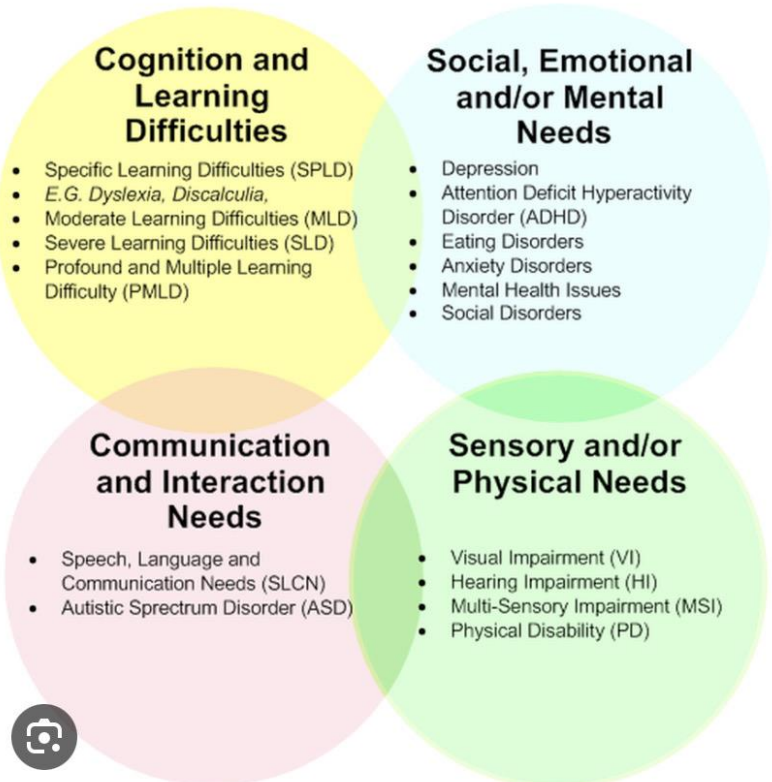 Cognition and
Learning
Difficulties
• Specific Learning Difficulties (SPLD)
• E.G. Dyslexia, Discalculia,
• Moderate Learning Difficulties (MLD)
• Severe Learning Difficulties (SLD)
• Profound and Multiple Learning
Difficulty (PMLD)
Social, Emotional
and/or Mental
Needs
• Depression
• Attention Deficit Hyperactivity
Disorder (ADHD)
• Eating Disorders
• Anxiety Disorders
• Mental Health Issues
• Social Disorders
Communication
and Interaction
Needs
• Speech, Language and
Communication Needs (SLCN)
• Autistic Spectrum Disorder (ASD)
Sensory and/or
Physical Needs
• Visual Impairment (VI)
• Hearing Impairment (HI)
• Multi-Sensory Impairment (MSI)
• Physical Disability (PD)